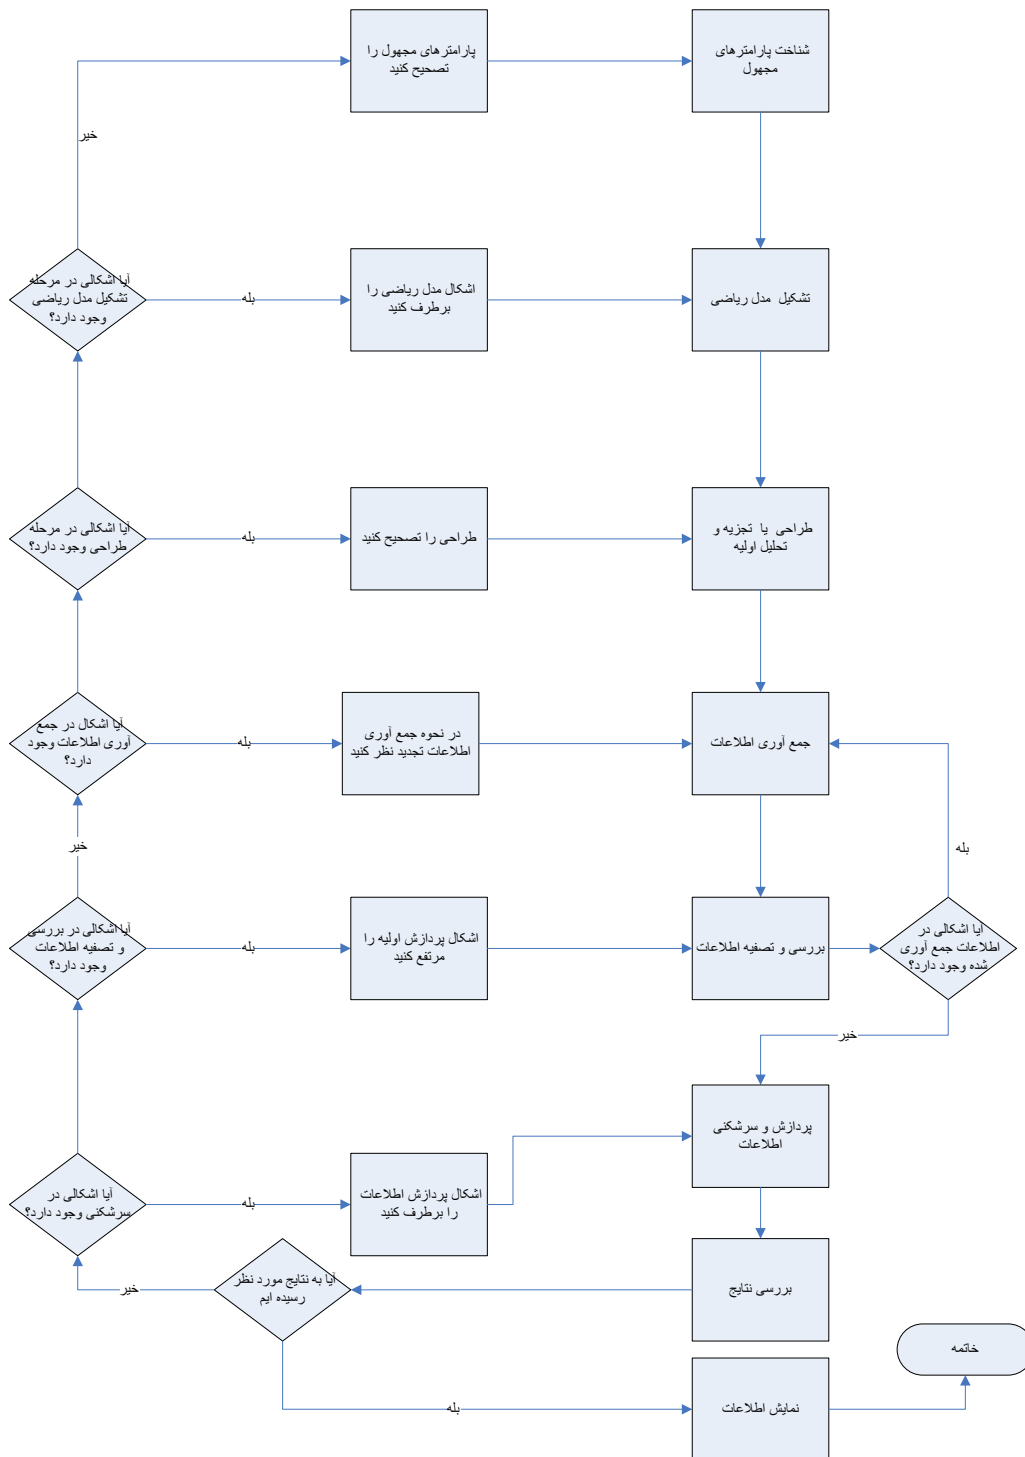 شناخت پارامترهای
مجهول
پارامترهای مجهول را
تصحیح کنید
خیر
تشکیل مدل ریاضی
اشکال مدل ریاضی را
برطرف کنید
بله
آیا اشکالی در مرحله
تشکیل مدل ریاضی
وجود دارد؟
طراحی یا تجزیه و
تحلیل اولیه
طراحی را تصحیح کنید
بله
آیا اشکالی در مرحله
طراحی وجود دارد؟
جمع آوری اطلاعات
در نحوه جمع آوری
اطلاعات تجدید نظر کنید
بله
آیا اشکال در جمع
آوری اطلاعات وجود
دارد؟
بله
خیر
آیا اشکالی در
اطلاعات جمع آوری
شده وجود دارد؟
بررسی و تصفیه اطلاعات
اشکال پردازش اولیه را
مرتفع کنید
بله
آیا اشکالی در بررسی
و تصفیه اطلاعات
وجود دارد؟
خیر
پردازش و سرشکنی
اطلاعات
اشکال پردازش اطلاعات
را برطرف کنید
بله
آیا اشکالی در
سرشکنی وجود دارد؟
بررسی نتایج
آیا به نتایج مورد نظر
رسیده ایم
خیر
خاتمه
نمایش اطلاعات
بله